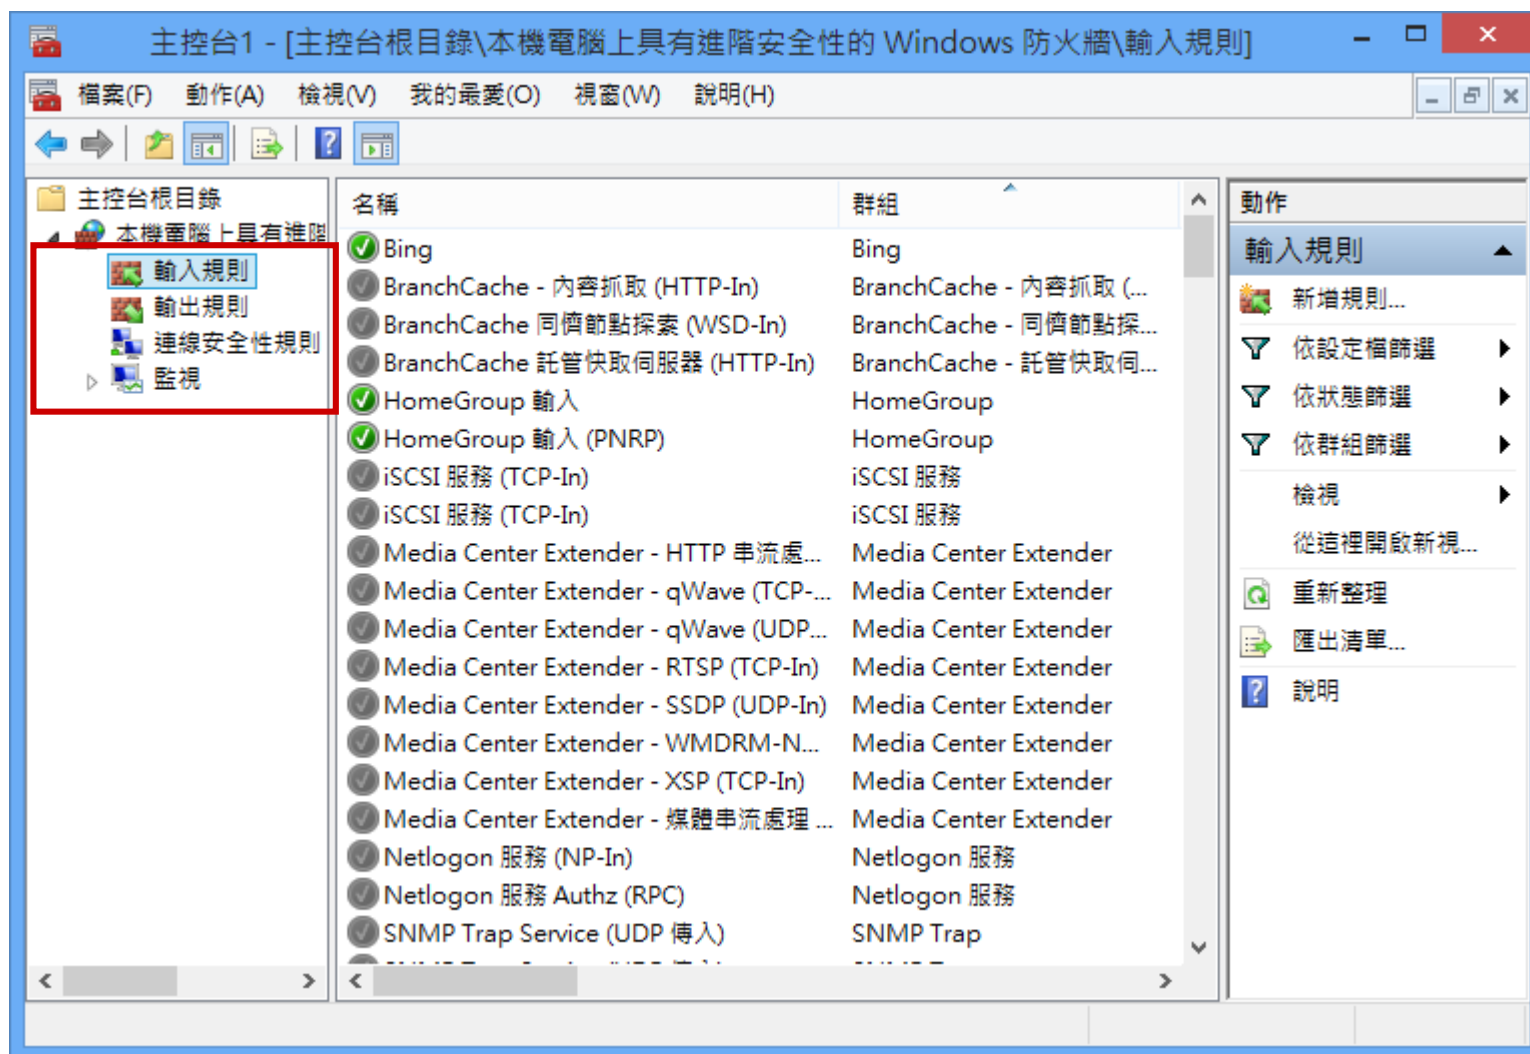 主控台1 - [主控台根目錄\本機電腦上具有進階安全性的 Windows 防火牆\輸入規則]
檔案(F) 動作(A) 檢視(V) 我的最愛(O) 視窗(W) 說明(H)
主控台根目錄
本機電腦上具有進階
輸入規則
輸出規則
連線安全性規則
監視
名稱 群組
Bing Bing
BranchCache - 內容抓取 (HTTP-In) BranchCache - 內容抓取 (...
BranchCache 同儕節點探索 (WSD-In) BranchCache - 同儕節點探...
BranchCache 託管快取伺服器 (HTTP-In) BranchCache - 託管快取伺...
HomeGroup 輸入 HomeGroup
HomeGroup 輸入 (PNRP) HomeGroup
iSCSI 服務 (TCP-In) iSCSI 服務
iSCSI 服務 (TCP-In) iSCSI 服務
Media Center Extender - HTTP 串流處... Media Center Extender
Media Center Extender - qWave (TCP-... Media Center Extender
Media Center Extender - qWave (UDP... Media Center Extender
Media Center Extender - RTSP (TCP-In) Media Center Extender
Media Center Extender - SSDP (UDP-In) Media Center Extender
Media Center Extender - WMDRM-N... Media Center Extender
Media Center Extender - XSP (TCP-In) Media Center Extender
Media Center Extender - 媒體串流處理 ... Media Center Extender
Netlogon 服務 (NP-In) Netlogon 服務
Netlogon 服務 Authz (RPC) Netlogon 服務
SNMP Trap Service (UDP 傳入) SNMP Trap
動作
輸入規則
新增規則...
依設定檔篩選
依狀態篩選
依群組篩選
檢視
從這裡開啟新視...
重新整理
匯出清單...
說明